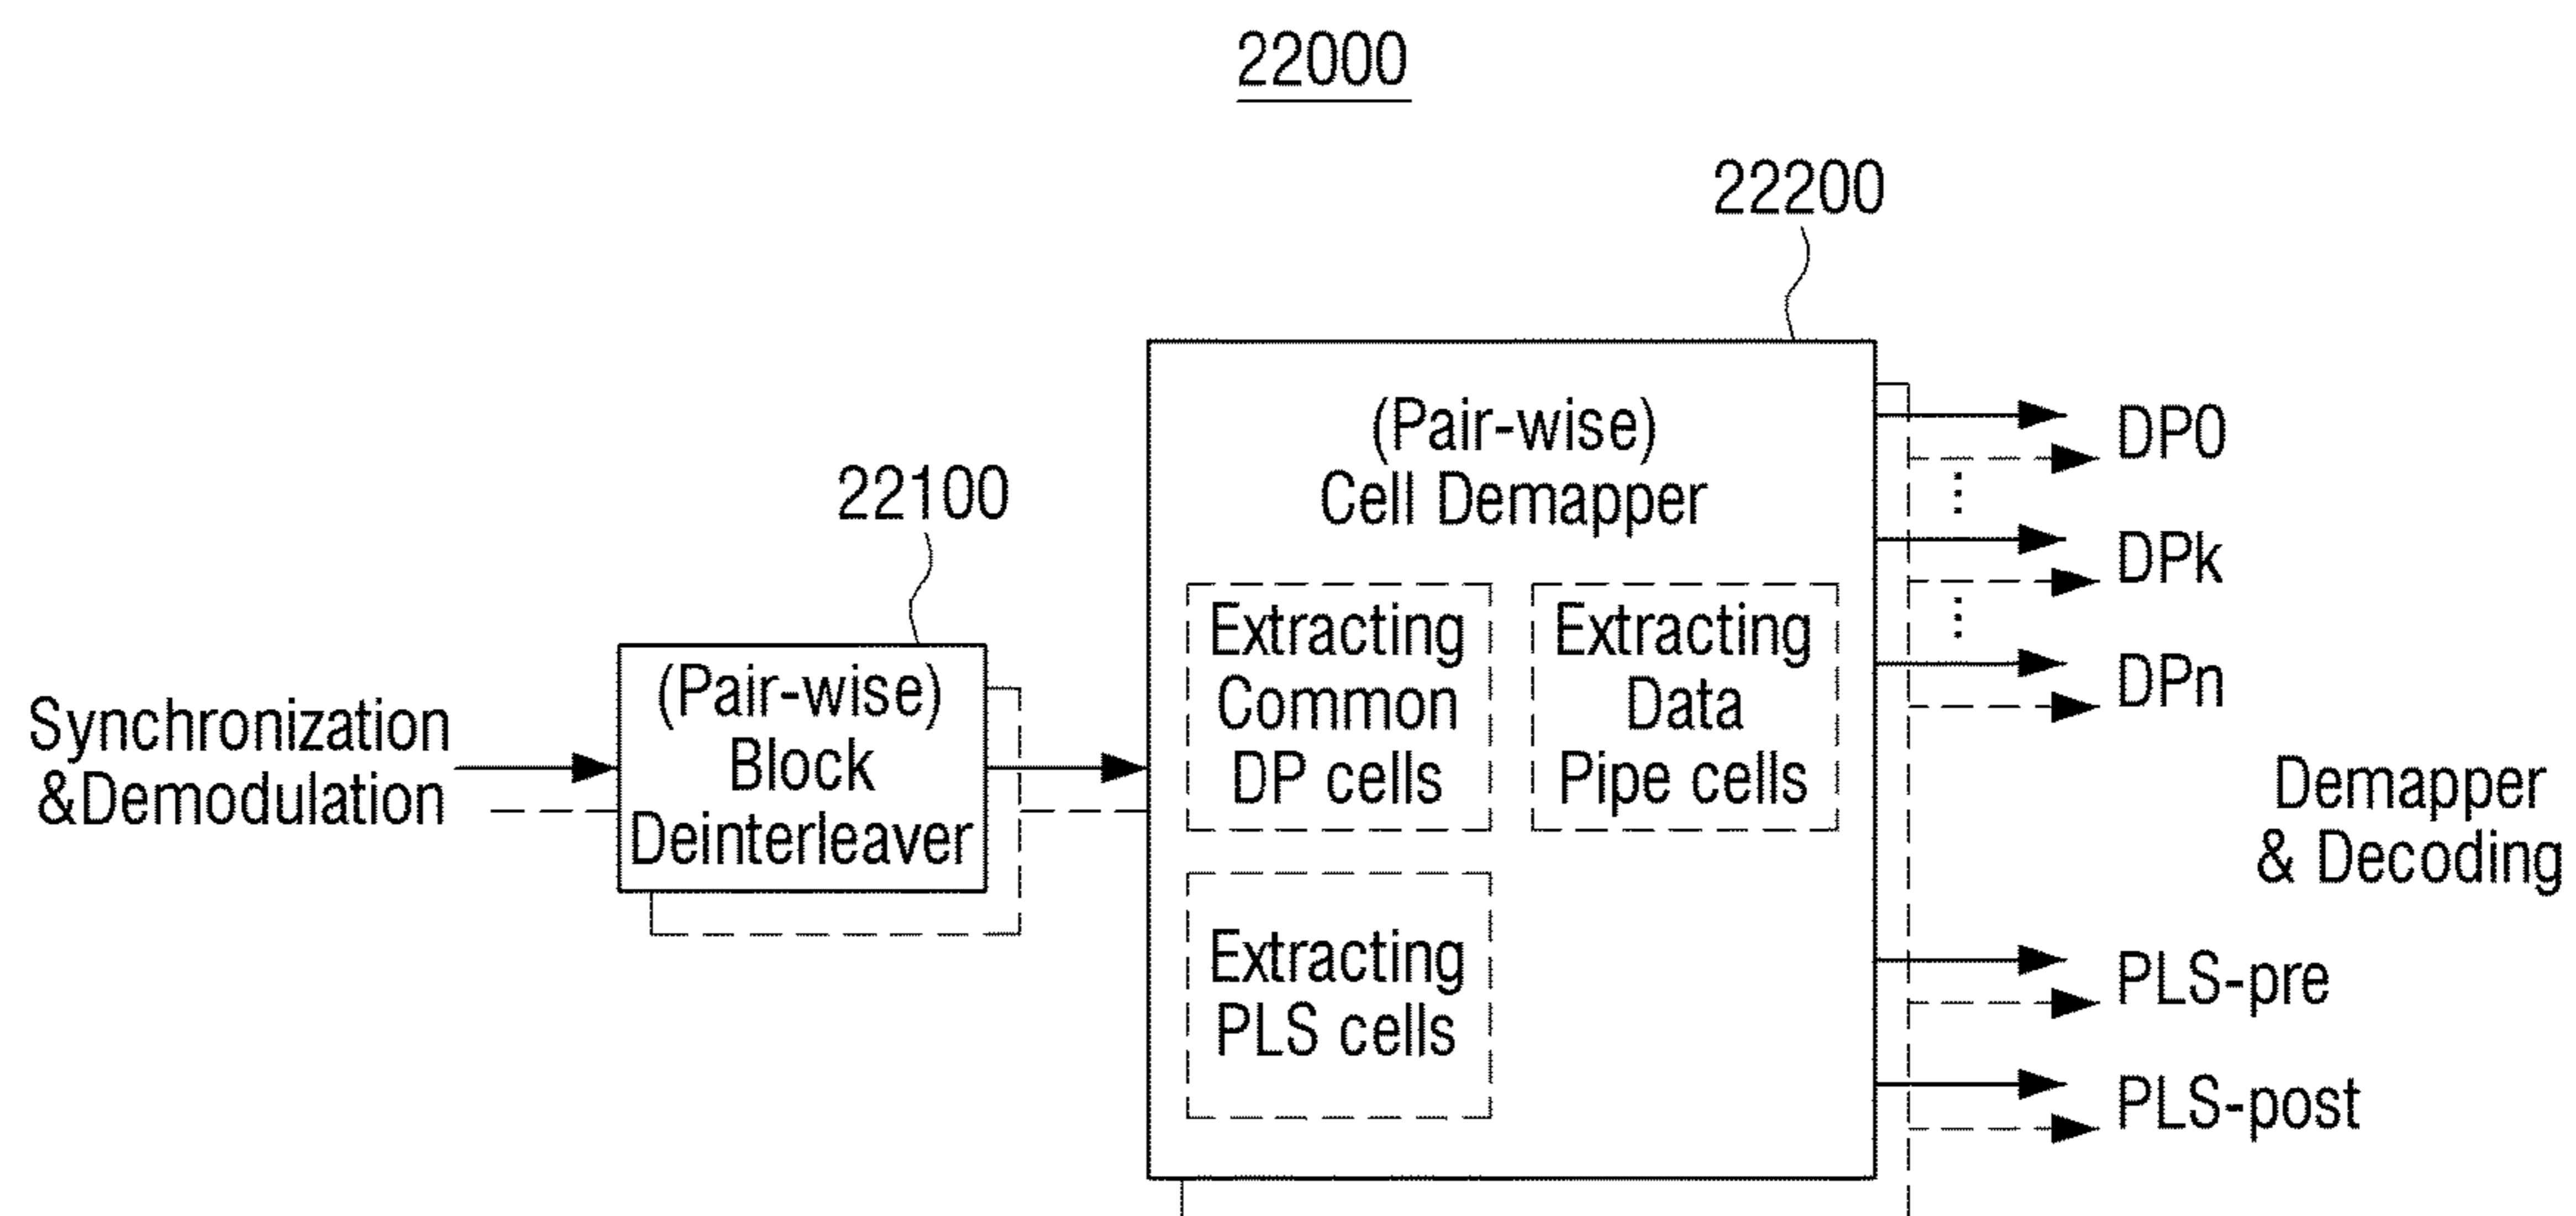 22000
22200
22100
Synchronization
&Demodulation
(Pair-wise)
Block
Deinterleaver
(Pair-wise)
Cell Demapper
Extracting
Common
DP cells
Extracting
Data
Pipe cells
Extracting
PLS cells
DP0
DPk
DPn
Demapper
& Decoding
PLS-pre
PLS-post